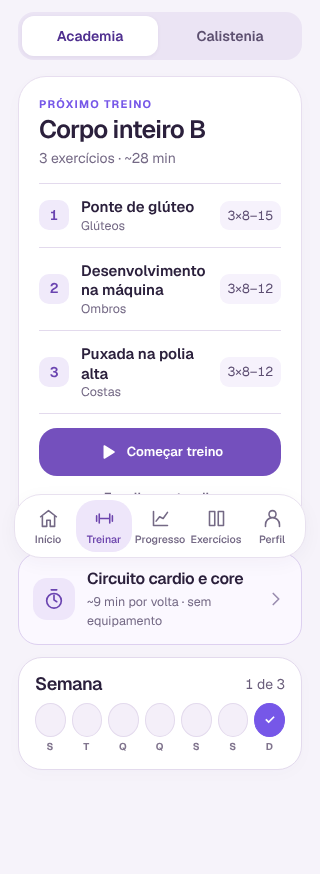 Academia
Calistenia
PRÓXIMO TREINO
Corpo inteiro B
3 exercícios · ~28 min
1
Ponte de glúteo
Glúteos
3×8–15
2
Desenvolvimento
na máquina
Ombros
3×8–12
3
Puxada na polia
alta
Costas
3×8–12
Começar treino
Início
Treinar
Progresso
Exercícios
Perfil
Circuito cardio e core
~9 min por volta · sem
equipamento
Semana
1 de 3
S T Q Q S S D